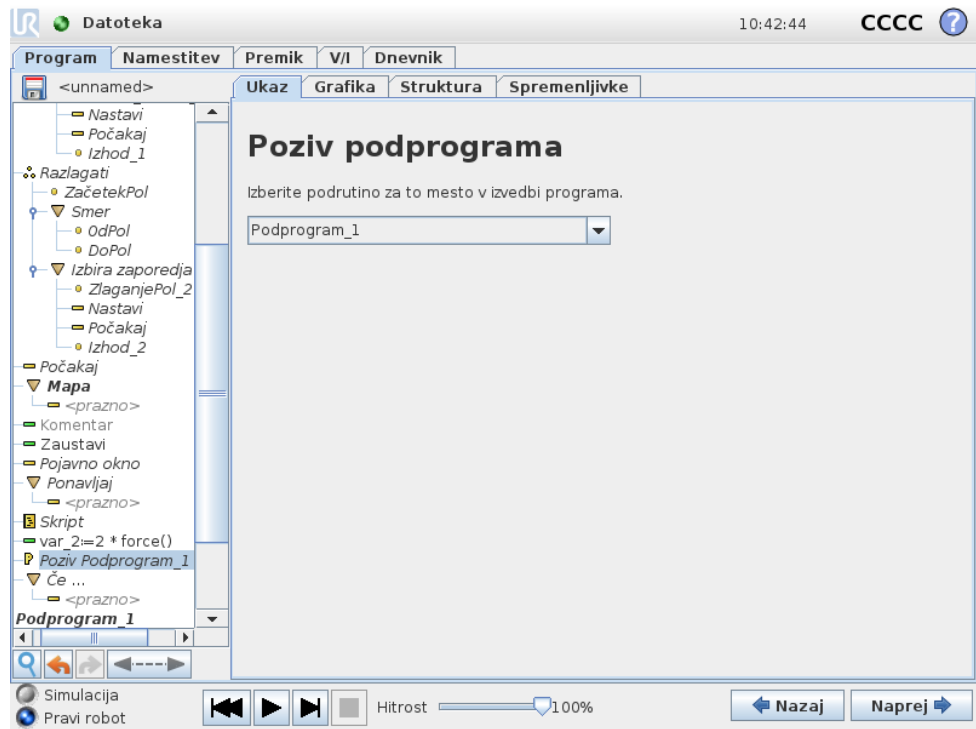 Datoteka
10:42:44
CCCC
?
Program
Namestitev
Premik
V/I
Dnevnik
<unnamed>
Ukaz
Grafika
Struktura
Spremenljivke
Nastavi
Počakaj
Izhod_1
Razlagati
ZačetekPol
Smer
OdPol
DoPol
Izbira zaporedja
ZlaganjePol_2
Nastavi
Počakaj
Izhod_2
Počakaj
Mapa
<prazno>
Komentar
Zaustavi
Pojavno okno
Ponavljaj
<prazno>
Skript
var_2:=2 * force()
Poziv Podprogram_1
Če ...
<prazno>
Podprogram_1
Poziv podprograma
Izberite podrutino za to mesto v izvedbi programa.
Podprogram_1
Simulacija
Pravi robot
Hitrost
100%
Nazaj
Naprej